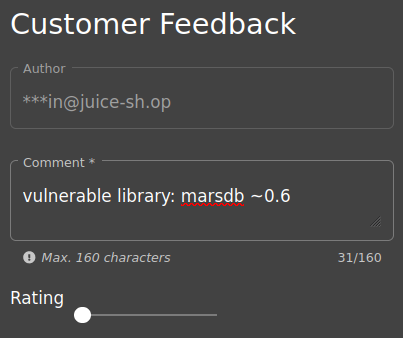 Customer Feedback
Author
***in@juice-sh.op
Comment *
vulnerable library: marsdb ~0.6
Max. 160 characters
31/160
Rating